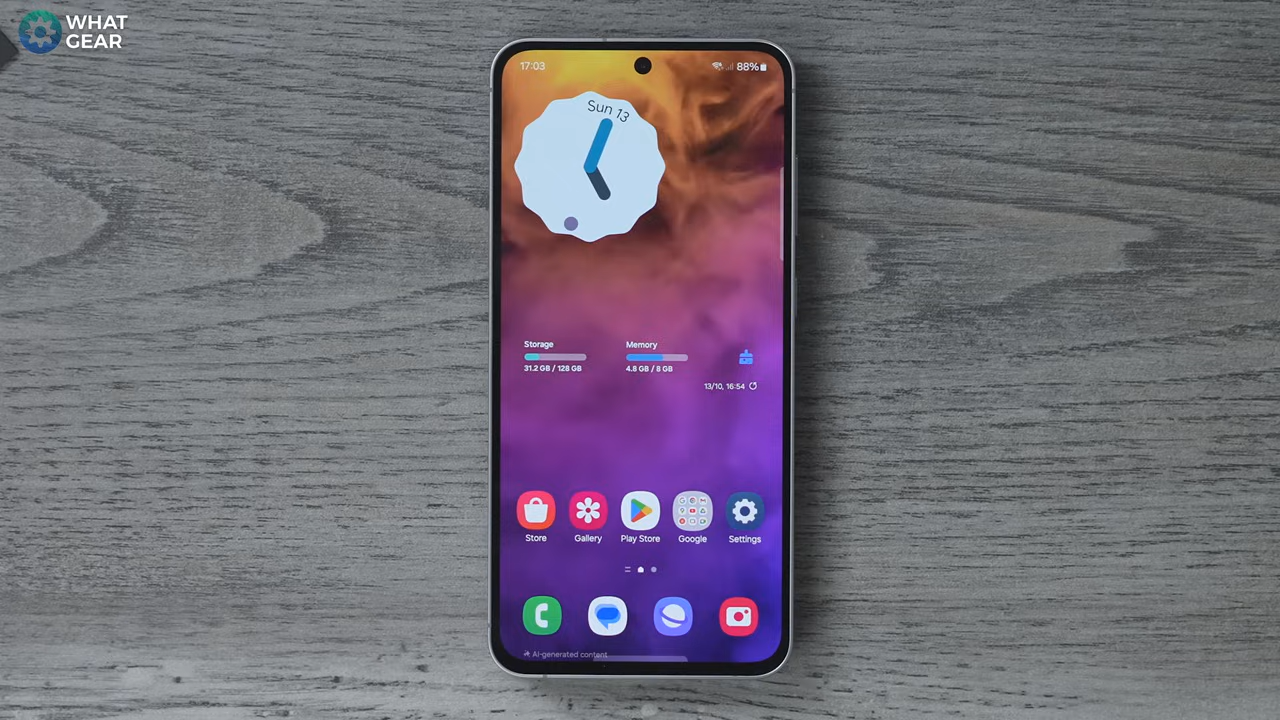 WHAT
GEAR
17:03
88%
Sun 13
Storage
31.2 GB / 128 GB
Memory
4.8 GB / 8 GB
13/10, 16:54
Store
Gallery
Play Store
Google
Settings
AI-generated content